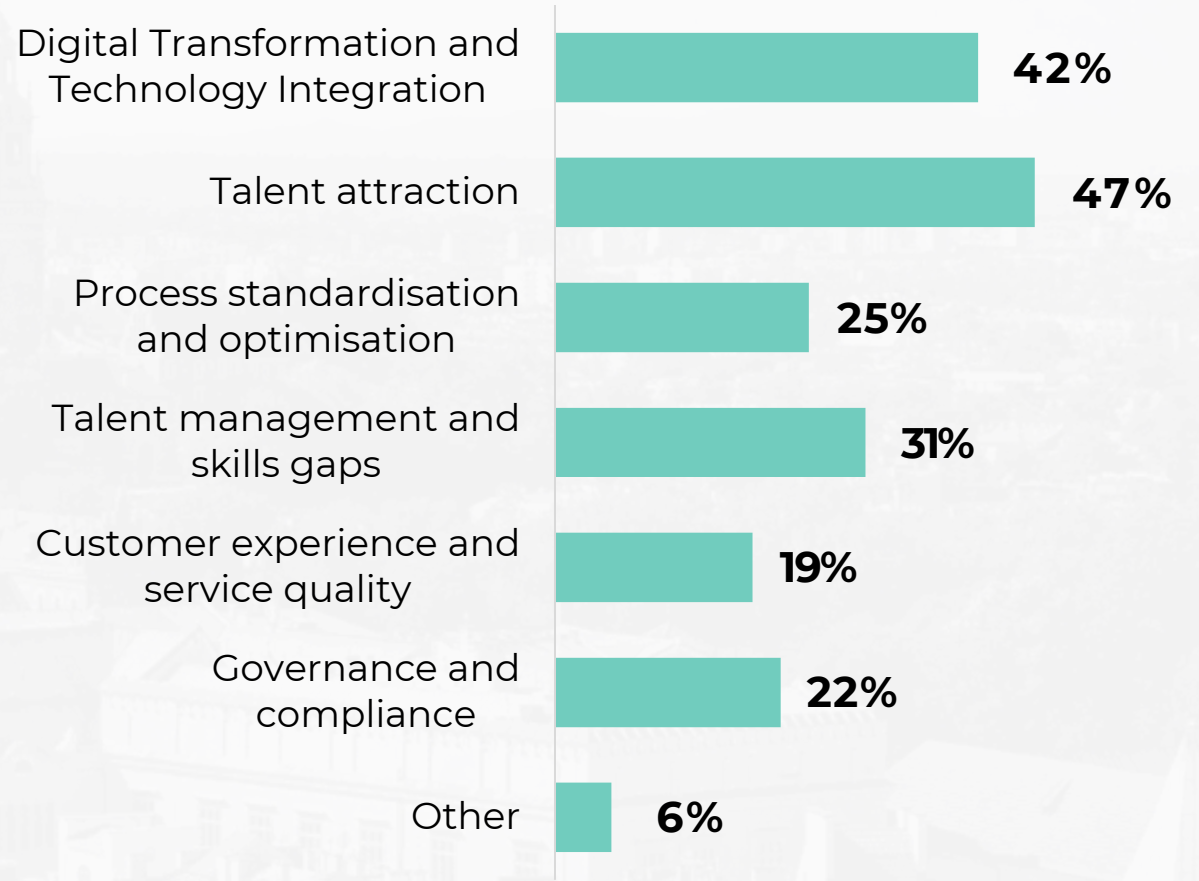 Digital Transformation and
Technology Integration
42%
Talent attraction
47%
Process standardisation
and optimisation
25%
Talent management and
skills gaps
31%
Customer experience and
service quality
19%
Governance and
compliance
22%
Other
6%